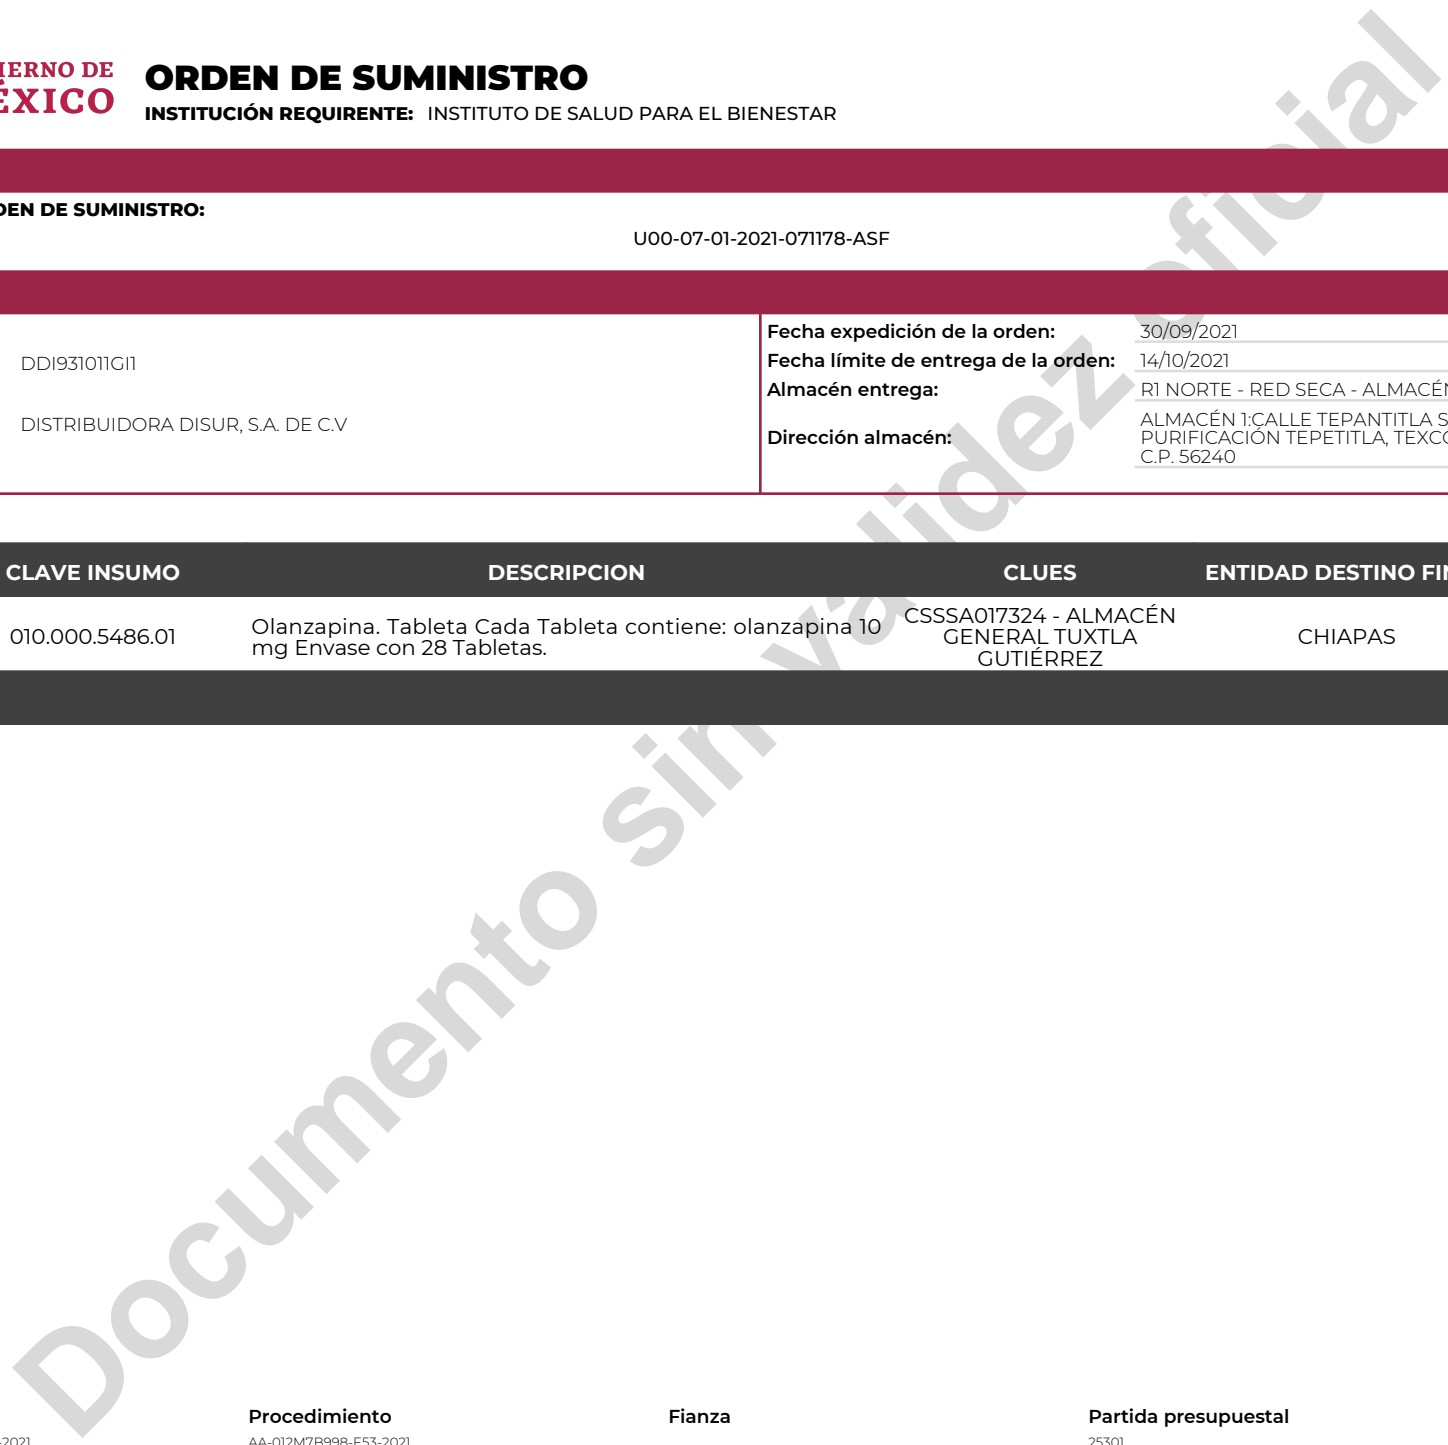 ORDEN DE SUMINISTRO
INSTITUCIÓN REQUIRENTE: INSTITUTO DE SALUD PARA EL BIENESTAR
DE
XICO
DE SUMINISTRO:
U00-07-01-2021-071178-ASF
DDI931011GI1
DISTRIBUIDORA DISUR, S.A. DE C.V
Fecha expedición de la orden: 30/09/2021
Fecha límite de entrega de la orden: 14/10/2021
Almacén entrega: R1 NORTE - RED SECA - ALMACÉN
Dirección almacén: ALMACÉN 1:CALLE TEPANTITLA S
PURIFICACIÓN TEPETITLA, TEXCO
C.P. 56240
CLAVE INSUMO DESCRIPCION CLUES ENTIDAD DESTINO FIN
010.000.5486.01
Olanzapina. Tableta Cada Tableta contiene: olanzapina 10
mg Envase con 28 Tabletas.
CSSSA017324 - ALMACÉN
GENERAL TUXTLA
GUTIÉRREZ
CHIAPAS
Documento sin validez oficial
Procedimiento Fianza Partida presupuestal
-2021 AA-012M7B998-E53-2021 25301